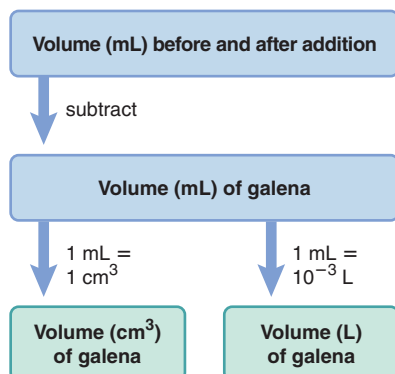 Volume (mL) before and after addition
subtract
Volume (mL) of galena
1 mL =
1 cm³
1 mL =
10⁻³ L
Volume (cm³)
of galena
Volume (L)
of galena